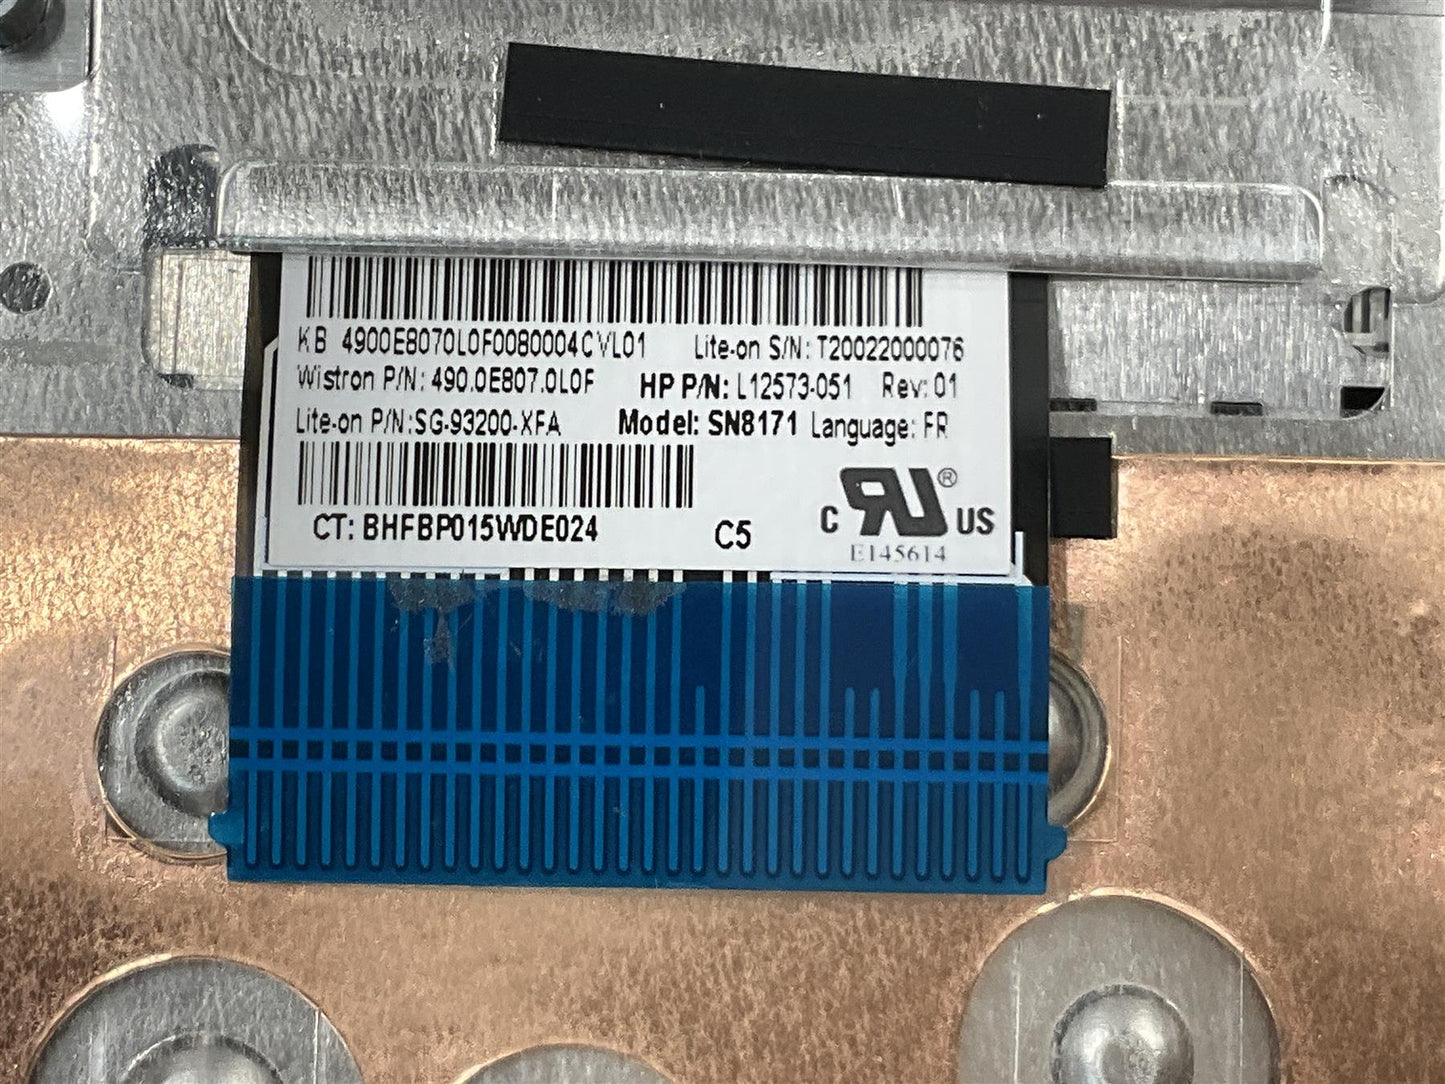 KB 4900E8070L0F0080004CVL01 Lite-on S/N: T20022000076
Wistron P/N: 490.0E807.0L0F HP P/N: L12573-051 Rev: 01
Lite-on P/N:SG-93200-XFA Model: SN8171 Language: FR
CT: BHFBP015WDE024 C5
C RU ® US
E145614